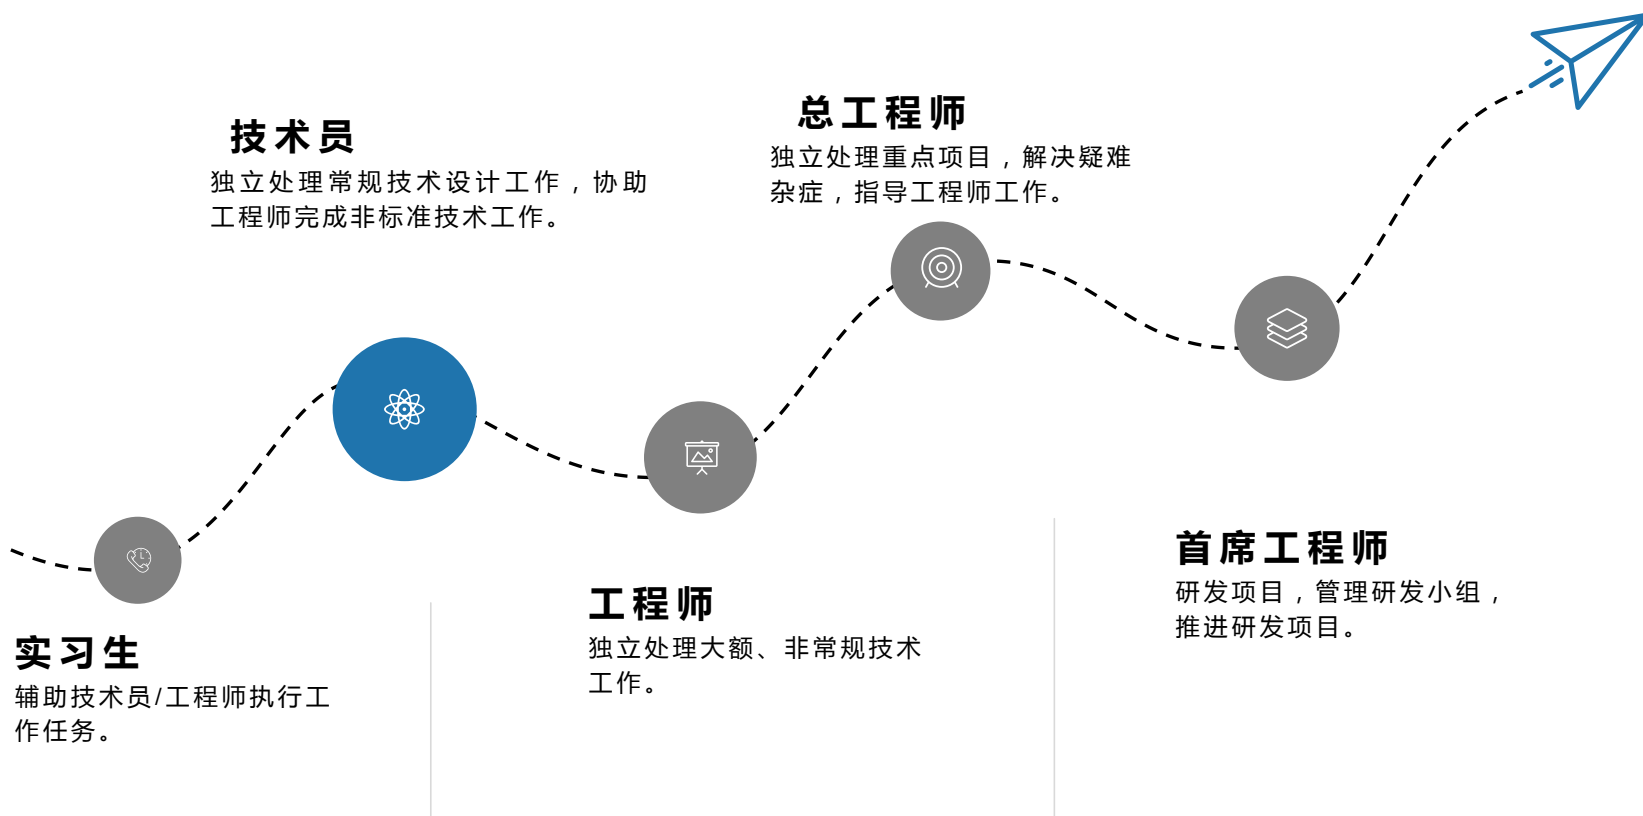 技术员
独立处理常规技术设计工作，协助
工程师完成非标准技术工作。
总工程师
独立处理重点项目，解决疑难
杂症，指导工程师工作。
实习生
辅助技术员/工程师执行工
作任务。
工程师
独立处理大额、非常规技术
工作。
首席工程师
研发项目，管理研发小组，
推进研发项目。